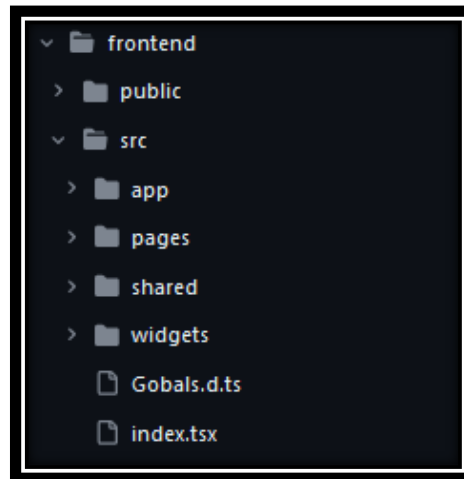 frontend
public
src
app
pages
shared
widgets
Gobals.d.ts
index.tsx